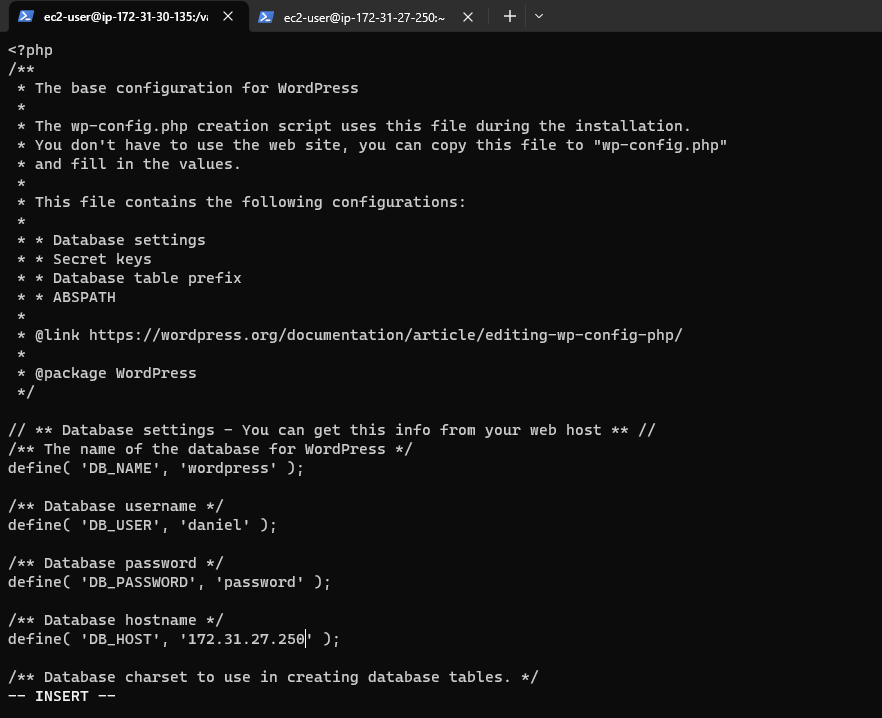 ec2-user@ip-172-31-30-135:/va
ec2-user@ip-172-31-27-250:~
<?php
/**
 * The base configuration for WordPress
 *
 * The wp-config.php creation script uses this file during the installation.
 * You don't have to use the web site, you can copy this file to "wp-config.php"
 * and fill in the values.
 *
 * This file contains the following configurations:
 *
 * * Database settings
 * * Secret keys
 * * Database table prefix
 * * ABSPATH
 *
 * @link https://wordpress.org/documentation/article/editing-wp-config-php/
 *
 * @package WordPress
 */

// ** Database settings - You can get this info from your web host ** //
/** The name of the database for WordPress */
define( 'DB_NAME', 'wordpress' );

/** Database username */
define( 'DB_USER', 'daniel' );

/** Database password */
define( 'DB_PASSWORD', 'password' );

/** Database hostname */
define( 'DB_HOST', '172.31.27.250' );

/** Database charset to use in creating database tables. */
-- INSERT --